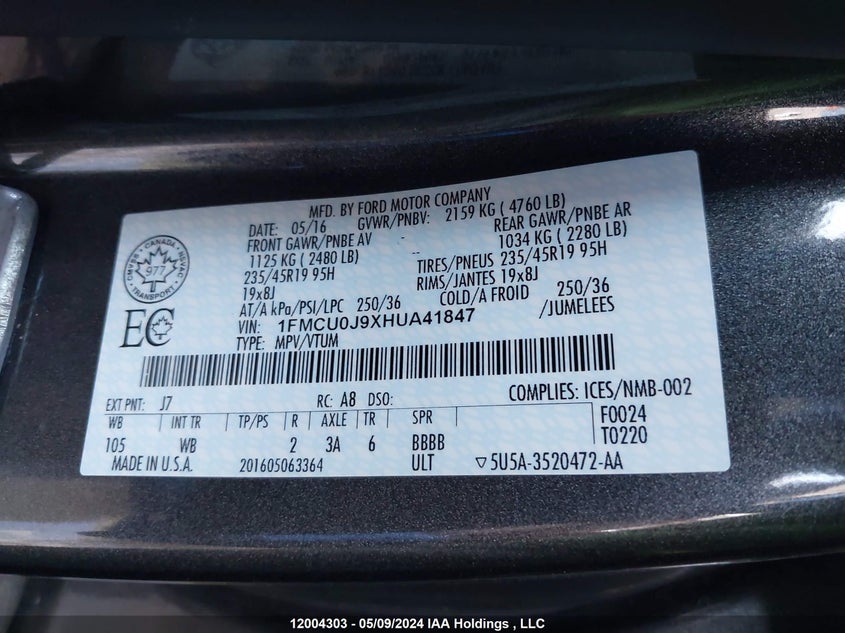 MFD. BY FORD MOTOR COMPANY
DATE: 05/16 GVWR/PNBV: 2159 KG ( 4760 LB)
FRONT GAWR/PNBE AV - REAR GAWR/PNBE AR
1125 KG ( 2480 LB) -- 1034 KG ( 2280 LB)
235/45R19 95H TIRES/PNEUS 235/45R19 95H
19x8J RIMS/JANTES 19x8J
AT/A kPa/PSI/LPC 250/36 COLD/A FROID 250/36
VIN: 1FMCU0J9XHUA41847 /JUMELEES
TYPE: MPV/VTUM
CANADA
977
TRANSPORT
CMVSS
NSVAC
EC
EXT PNT: J7 RC: A8 DSO: COMPLIES: ICES/NMB-002
WB INT TR TP/PS R AXLE TR SPR F0024
105 WB 2 3A 6 BBBB T0220
MADE IN U.S.A. 201605063364 ULT ▽5U5A-3520472-AA
12004303 - 05/09/2024 IAA Holdings , LLC